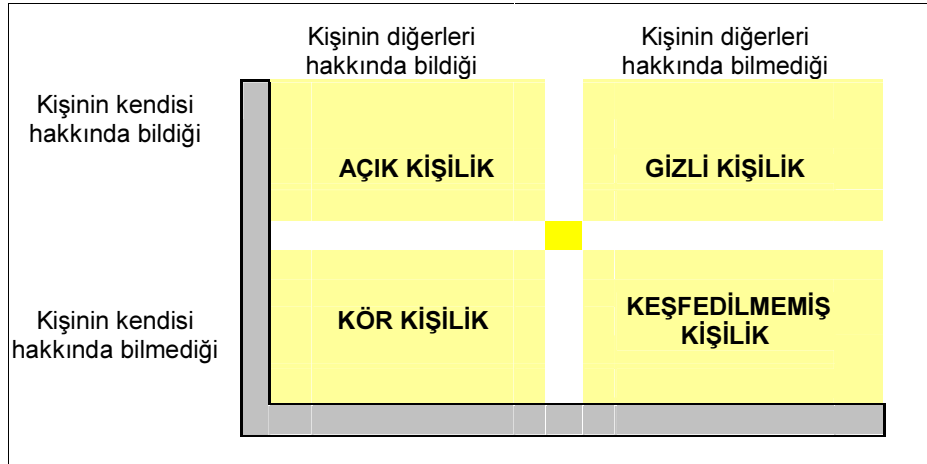 Kişinin diğerleri
hakkında bildiği
Kişinin diğerleri
hakkında bilmediği
Kişinin kendisi
hakkında bildiği
AÇIK KİŞİLİK
GİZLİ KİŞİLİK
Kişinin kendisi
hakkında bilmediği
KÖR KİŞİLİK
KEŞFEDİLMEMİŞ
KİŞİLİK